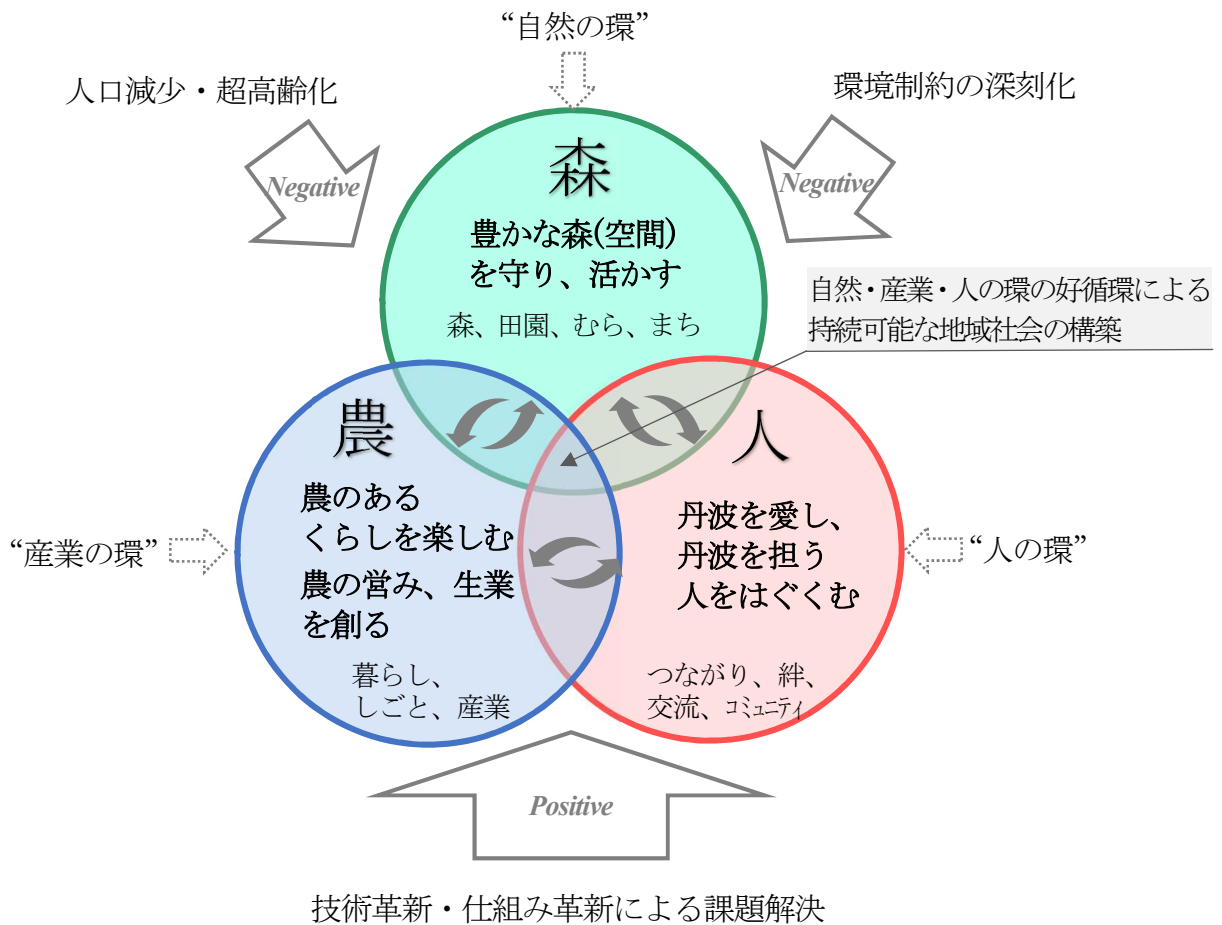 “自然の環”
人口減少・超高齢化
環境制約の深刻化
Negative
Negative
森
豊かな森(空間)
を守り、活かす
森、田園、むら、まち
自然・産業・人の環の好循環による
持続可能な地域社会の構築
農
農のある
くらしを楽しむ
農の営み、生業
を創る
暮らし、
しごと、産業
人
丹波を愛し、
丹波を担う
人をはぐくむ
つながり、絆、
交流、コミュニティ
“産業の環”
“人の環”
Positive
技術革新・仕組み革新による課題解決